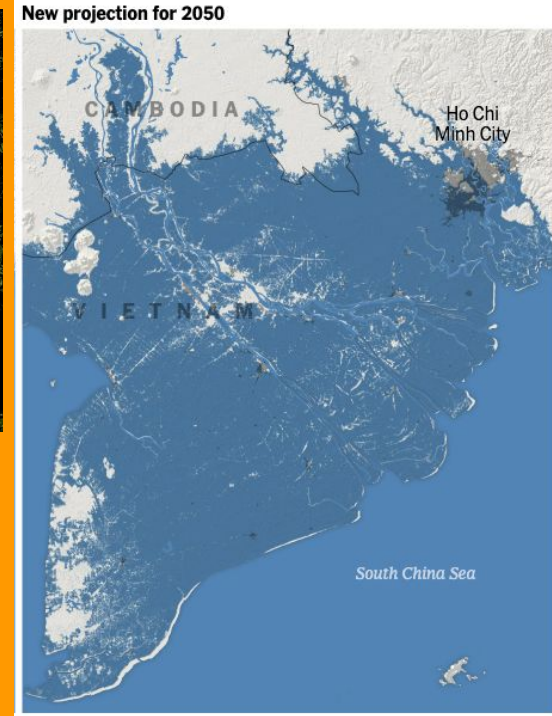 New projection for 2050
CAMBODIA
Ho Chi
Minh City
VIETNAM
South China Sea